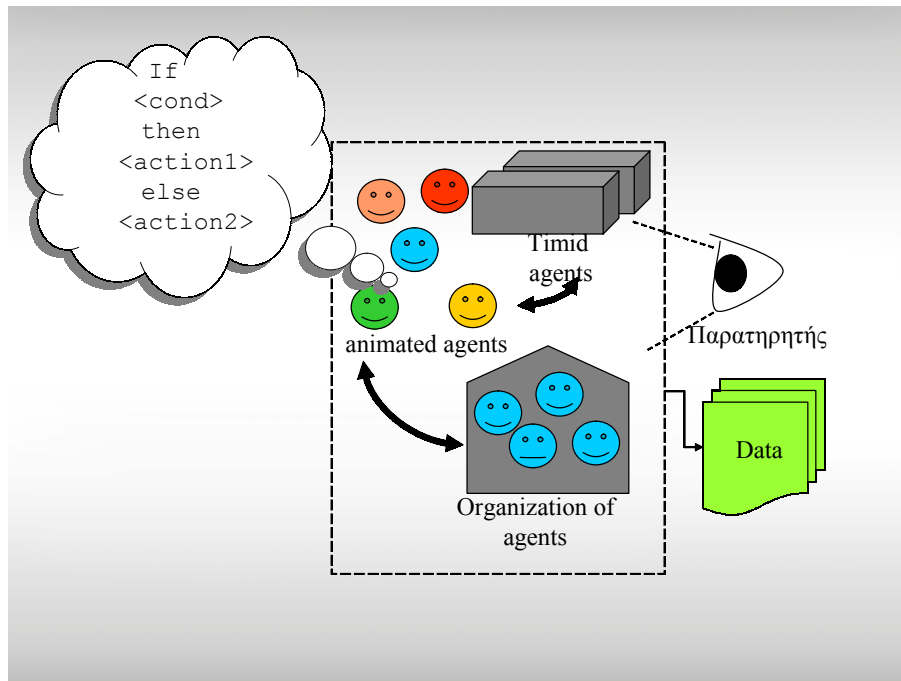 If
<cond>
then
<action1>
else
<action2>
Timid
agents
animated agents
Παρατηρητής
Organization of
agents
Data